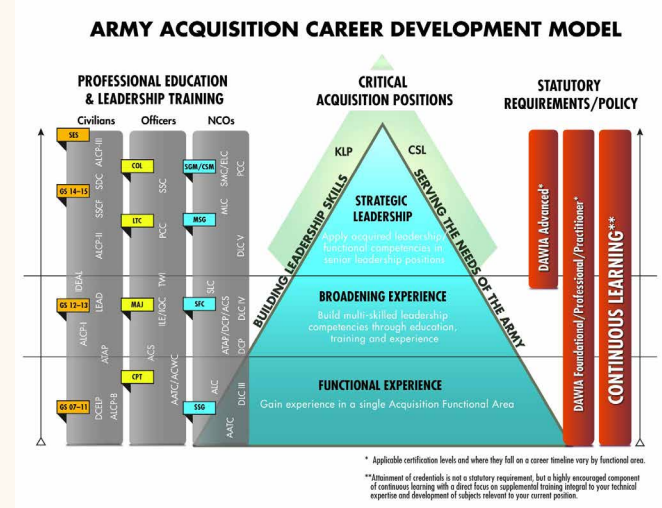 ARMY ACQUISITION CAREER DEVELOPMENT MODEL
PROFESSIONAL EDUCATION
& LEADERSHIP TRAINING
Civilians
Officers
NCOs
SES
GS 14–15
GS 12–13
GS 07–11
ALCP-III
SDC
SSCF
ALCP-II
IDEAL
LEAD
ALCP-I
ATAP
DCELP
ALCP-B
COL
LTC
MAJ
CPT
SSC
PCC
TWI
ILE/IQC
ACS
AATC/ACWC
SGM/CSM
MSG
SFC
SSG
SMC/ELC
PCC
MLC
DLC V
SLC
DLC IV
ATAP/DCP/ACS
DCP
ALC
DLC III
AATC
CRITICAL
ACQUISITION POSITIONS
KLP
CSL
BUILDING LEADERSHIP SKILLS
SERVING THE NEEDS OF THE ARMY
STRATEGIC
LEADERSHIP
Apply acquired leadership/
functional competencies in
senior leadership positions
BROADENING EXPERIENCE
Build multi-skilled leadership
competencies through education,
training and experience
FUNCTIONAL EXPERIENCE
Gain experience in a single Acquisition Functional Area
STATUTORY
REQUIREMENTS/POLICY
DAWIA Advanced*
DAWIA Foundational/Professional/Practitioner*
CONTINUOUS LEARNING**
* Applicable certification levels and where they fall on a career timeline vary by functional area.
**Attainment of credentials is not a statutory requirement, but a highly encouraged component
of continuous learning with a direct focus on supplemental training integral to your technical
expertise and development of subjects relevant to your current position.